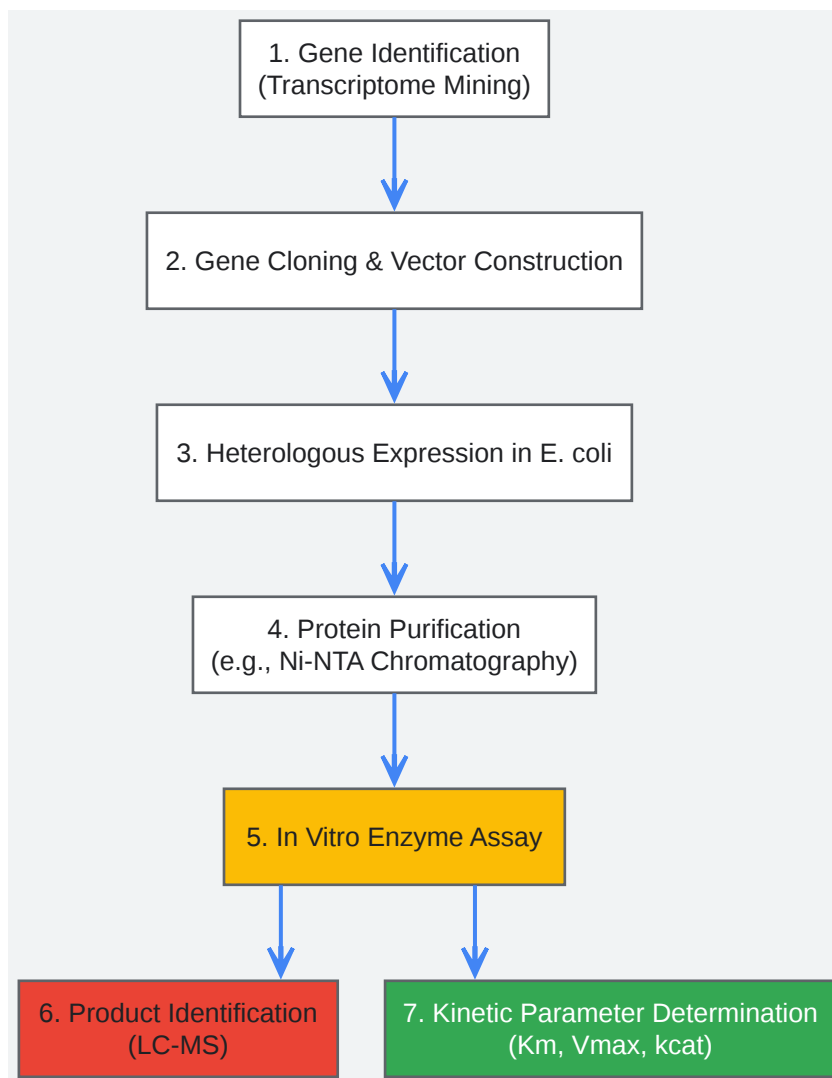 1. Gene Identification
(Transcriptome Mining)
2. Gene Cloning & Vector Construction
3. Heterologous Expression in E. coli
4. Protein Purification
(e.g., Ni-NTA Chromatography)
5. In Vitro Enzyme Assay
6. Product Identification
(LC-MS)
7. Kinetic Parameter Determination
(Km, Vmax, kcat)